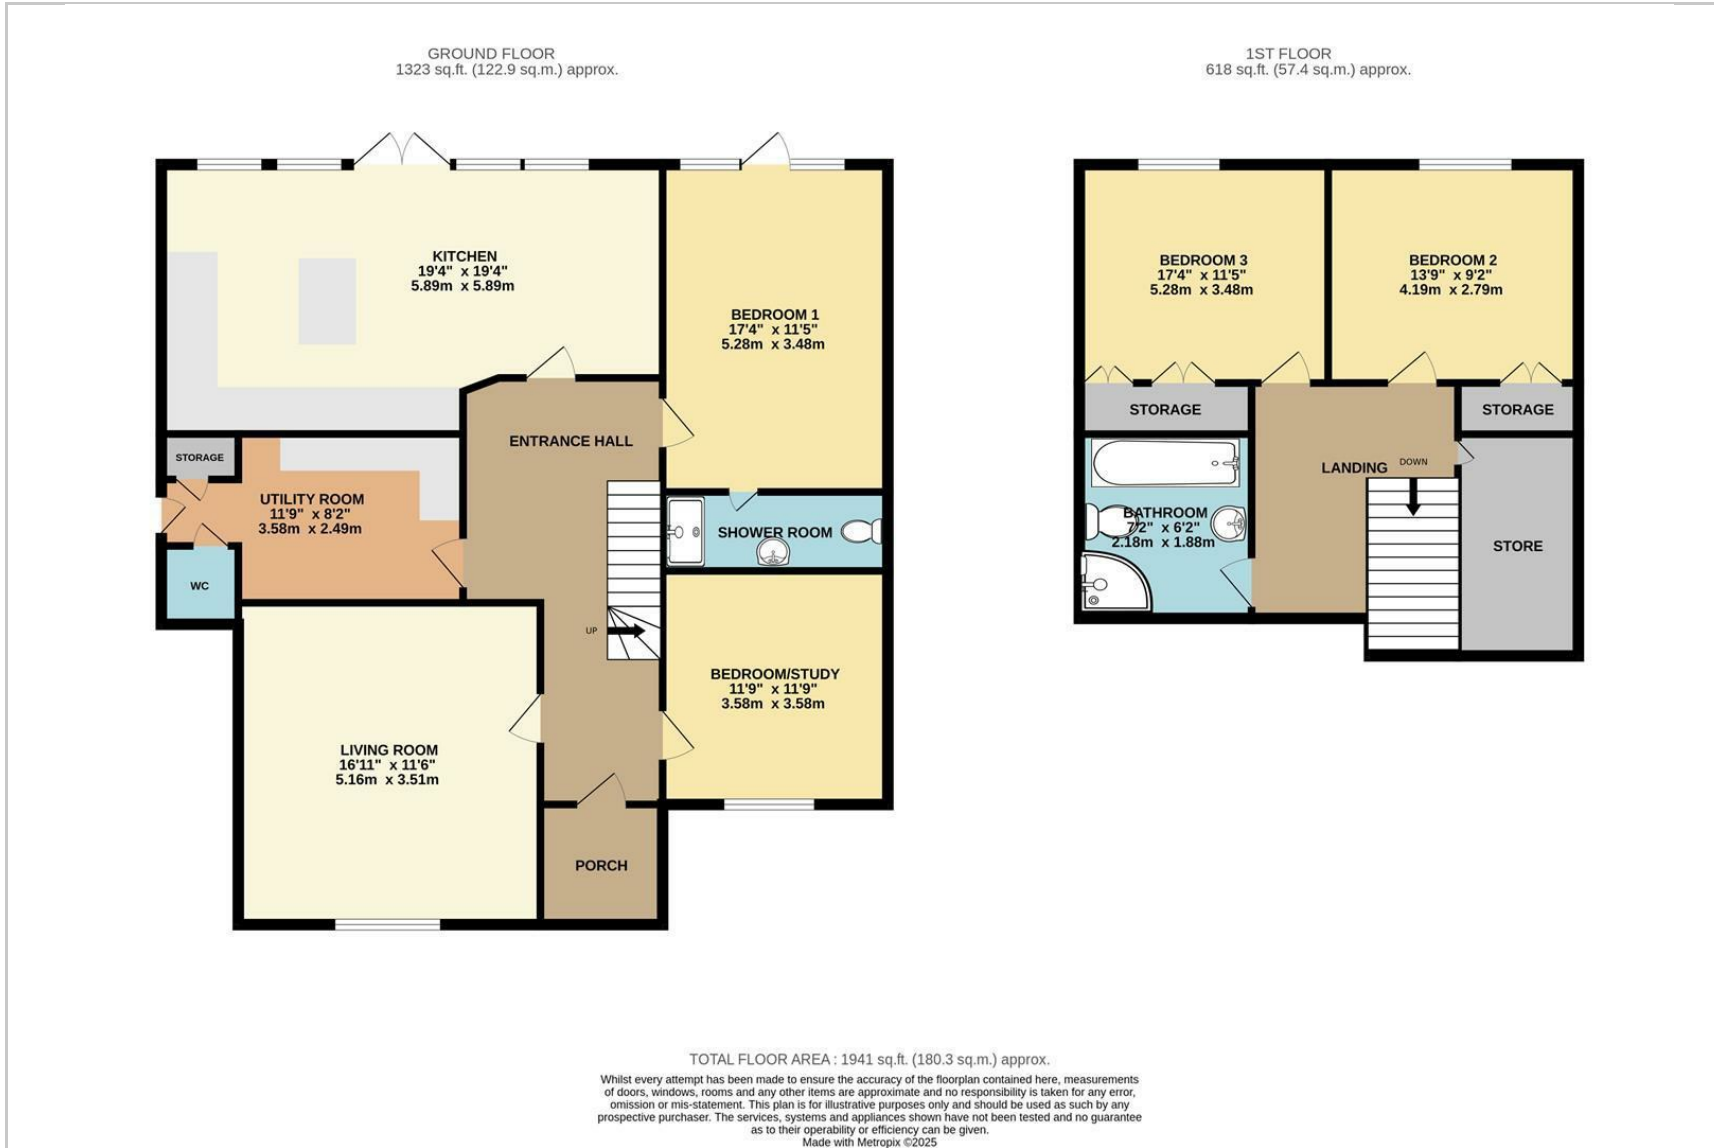 GROUND FLOOR
1323 sq.ft. (122.9 sq.m.) approx.
1ST FLOOR
618 sq.ft. (57.4 sq.m.) approx.
KITCHEN
19'4" x 19'4"
5.89m x 5.89m
BEDROOM 1
17'4" x 11'5"
5.28m x 3.48m
ENTRANCE HALL
STORAGE
UTILITY ROOM
11'9" x 8'2"
3.58m x 2.49m
SHOWER ROOM
WC
UP
BEDROOM/STUDY
11'9" x 11'9"
3.58m x 3.58m
LIVING ROOM
16'11" x 11'6"
5.16m x 3.51m
PORCH
BEDROOM 3
17'4" x 11'5"
5.28m x 3.48m
BEDROOM 2
13'9" x 9'2"
4.19m x 2.79m
STORAGE
STORAGE
LANDING
DOWN
BATHROOM
7'2" x 6'2"
2.18m x 1.88m
STORE
TOTAL FLOOR AREA : 1941 sq.ft. (180.3 sq.m.) approx.
Whilst every attempt has been made to ensure the accuracy of the floorplan contained here, measurements
of doors, windows, rooms and any other items are approximate and no responsibility is taken for any error,
omission or mis-statement. This plan is for illustrative purposes only and should be used as such by any
prospective purchaser. The services, systems and appliances shown have not been tested and no guarantee
as to their operability or efficiency can be given.
Made with Metropix ©2025